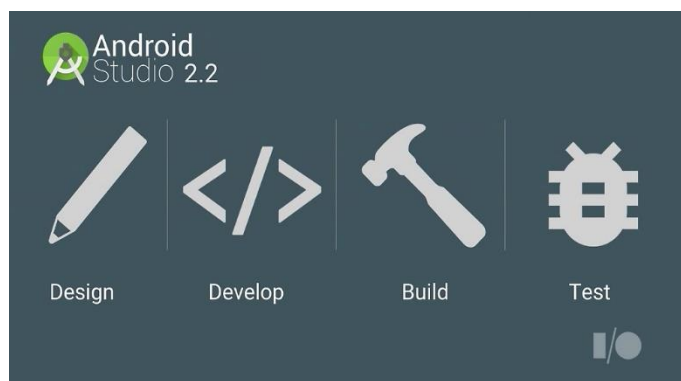 Android
Studio 2.2
</>
Design
Develop
Build
Test
I/O